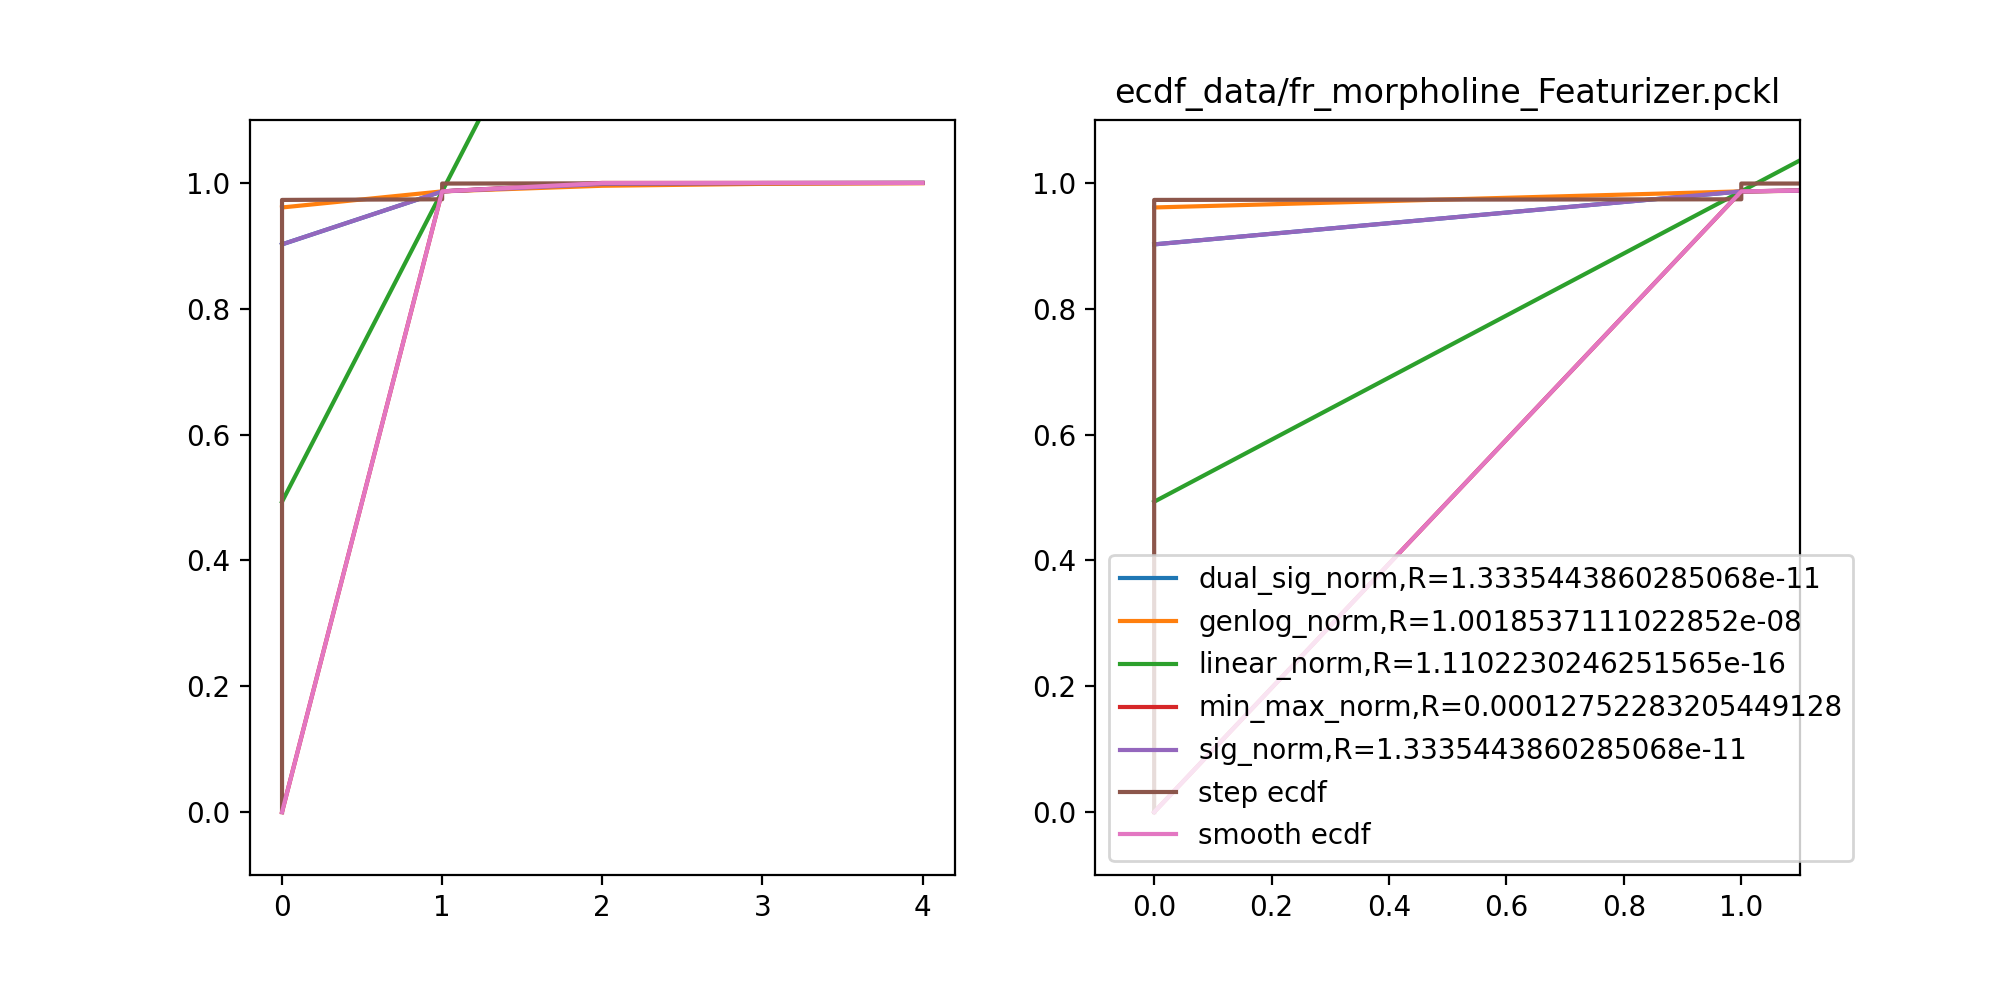 ecdf_data/fr_morpholine_Featurizer.pckl
1.0
0.8
0.6
0.4
0.2
0.0
0 1 2 3 4
1.0
0.8
0.6
0.4
0.2
0.0
dual_sig_norm,R=1.3335443860285068e-11
genlog_norm,R=1.0018537111022852e-08
linear_norm,R=1.1102230246251565e-16
min_max_norm,R=0.00012752283205449128
sig_norm,R=1.3335443860285068e-11
step ecdf
smooth ecdf
0.0 0.2 0.4 0.6 0.8 1.0